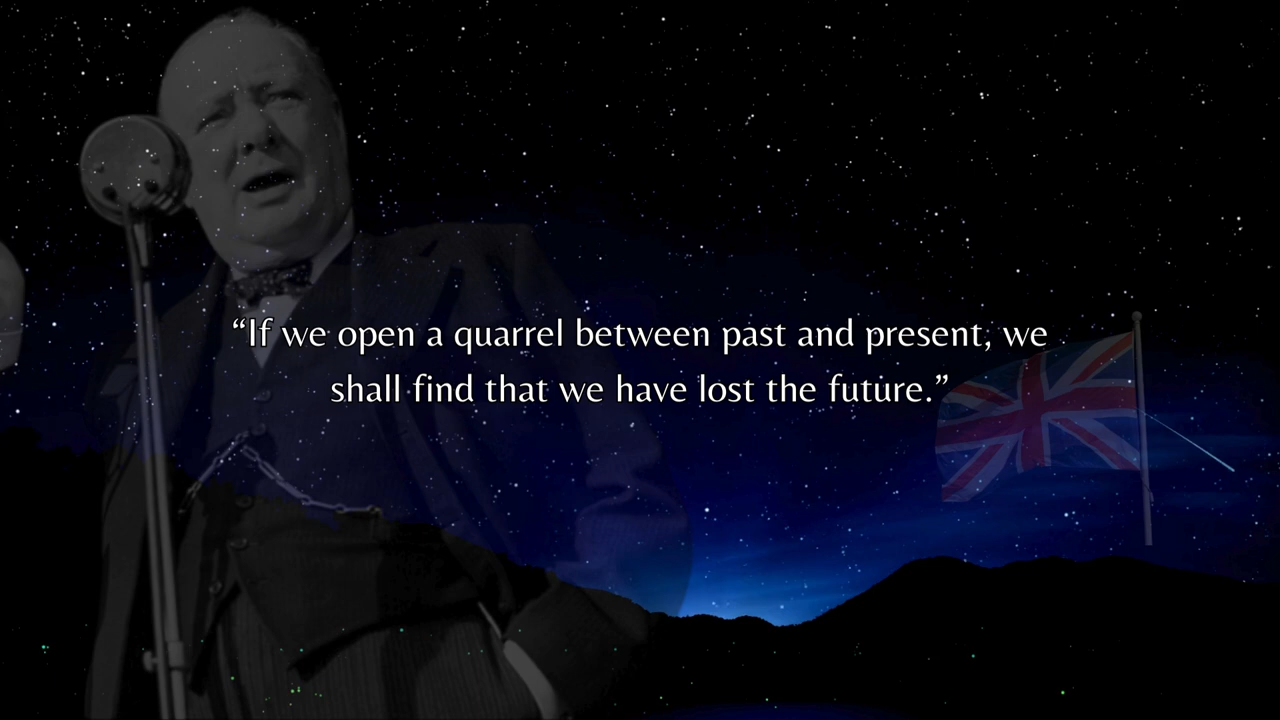 “If we open a quarrel between past and present, we
shall find that we have lost the future.”